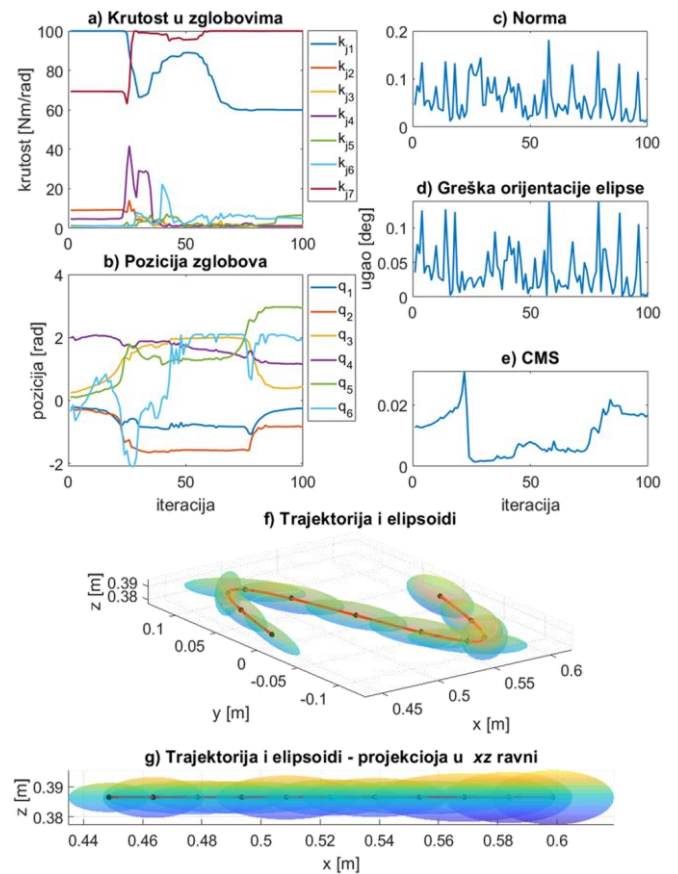 a) Krutost u zglobovima
krutost [Nm/rad]
100
80
60
40
20
0
0
50
100
k_j1
k_j2
k_j3
k_j4
k_j5
k_j6
k_j7
b) Pozicija zglobova
pozicija [rad]
4
2
0
-2
0
50
100
iteracija
q_1
q_2
q_3
q_4
q_5
q_6
c) Norma
ugao [deg]
0.2
0.1
0
50
100
d) Greška orijentacije elipse
0.1
0.05
0
50
100
e) CMS
0.02
0
0
50
100
iteracija
f) Trajektorija i elipsoidi
z [m]
0.39
0.38
0.1
0.05
0
-0.05
-0.1
y [m]
0.45
0.5
0.55
0.6
x [m]
g) Trajektorija i elipsoidi - projekcioja u xz ravni
z [m]
0.39
0.38
0.44
0.46
0.48
0.5
0.52
0.54
0.56
0.58
0.6
x [m]